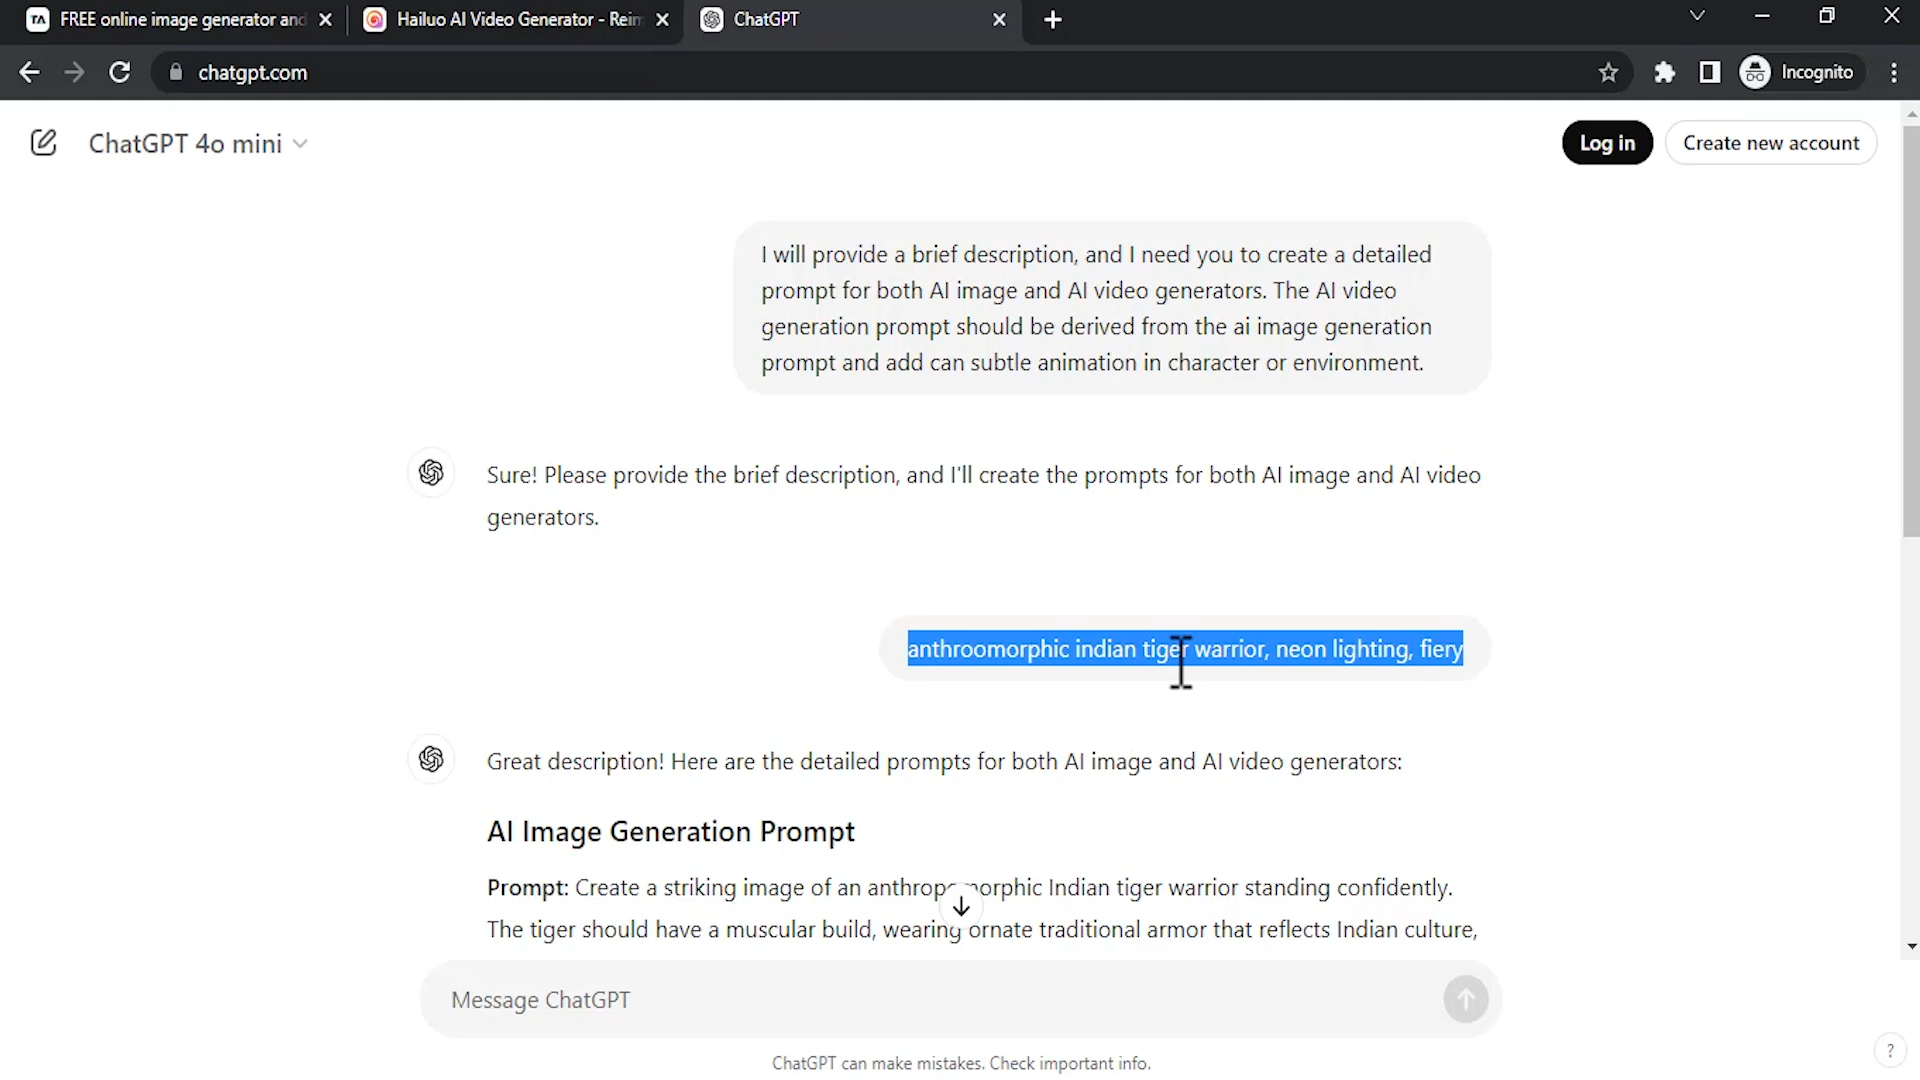 FREE online image generator and
Hailuo AI Video Generator - Rein
ChatGPT
chatgpt.com
Incognito
ChatGPT 4o mini
Log in
Create new account
I will provide a brief description, and I need you to create a detailed
prompt for both AI image and AI video generators. The AI video
generation prompt should be derived from the ai image generation
prompt and add can subtle animation in character or environment.
Sure! Please provide the brief description, and I'll create the prompts for both AI image and AI video
generators.
anthroomorphic indian tiger warrior, neon lighting, fiery
Great description! Here are the detailed prompts for both AI image and AI video generators:
AI Image Generation Prompt
Prompt: Create a striking image of an anthropomorphic Indian tiger warrior standing confidently.
The tiger should have a muscular build, wearing ornate traditional armor that reflects Indian culture,
Message ChatGPT
ChatGPT can make mistakes. Check important info.
?